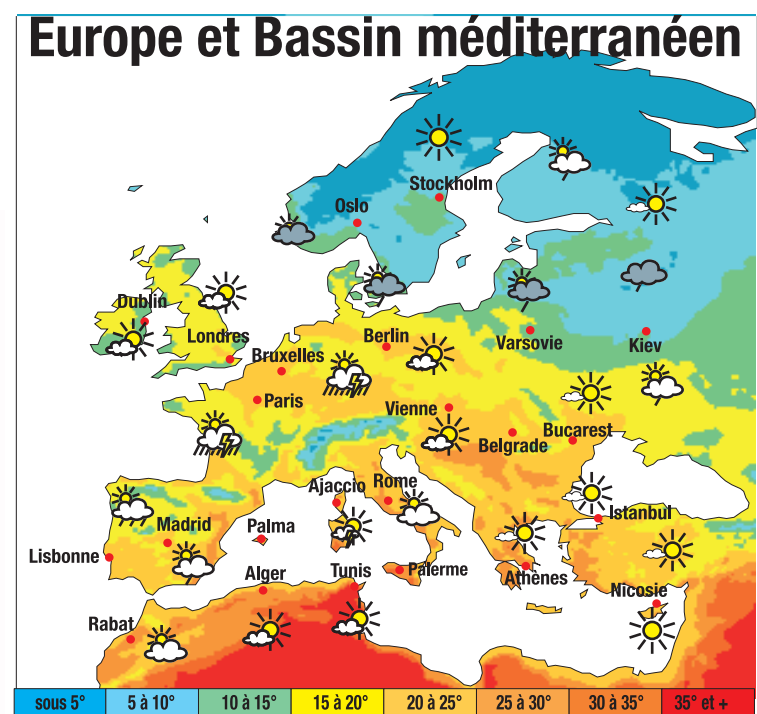 Europe et Bassin méditerranéen
Stockholm
Oslo
Dublin
Londres
Berlin
Varsovie
Kiev
Bruxelles
Paris
Vienne
Belgrade
Bucarest
Ajaccio
Rome
Istanbul
Madrid
Palma
Lisbonne
Alger
Tunis
Palerme
Athènes
Nicosie
Rabat
sous 5°
5 à 10°
10 à 15°
15 à 20°
20 à 25°
25 à 30°
30 à 35°
35° et +